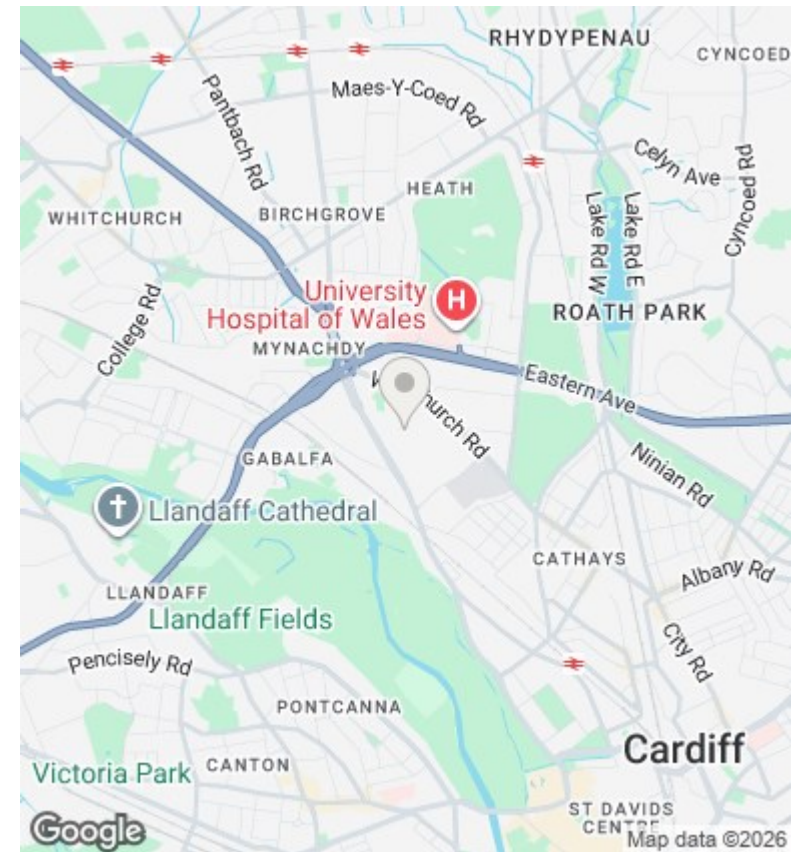 RHYDYPENAU
CYNCOED
Maes-Y-Coed Rd
Pantbach Rd
Celyn Ave
Cyncoed Rd
HEATH
Lake Rd W
Lake Rd E
WHITCHURCH
BIRCHGROVE
University
Hospital of Wales
H
ROATH PARK
College Rd
MYNACHDY
Eastern Ave
church Rd
GABALFA
Ninian Rd
Llandaff Cathedral
CATHAYS
Albany Rd
LLANDAFF
Llandaff Fields
City Rd
Pencisely Rd
PONTCANNA
Cardiff
Victoria Park
CANTON
ST DAVIDS
CENTRE
Google
Map data ©2026